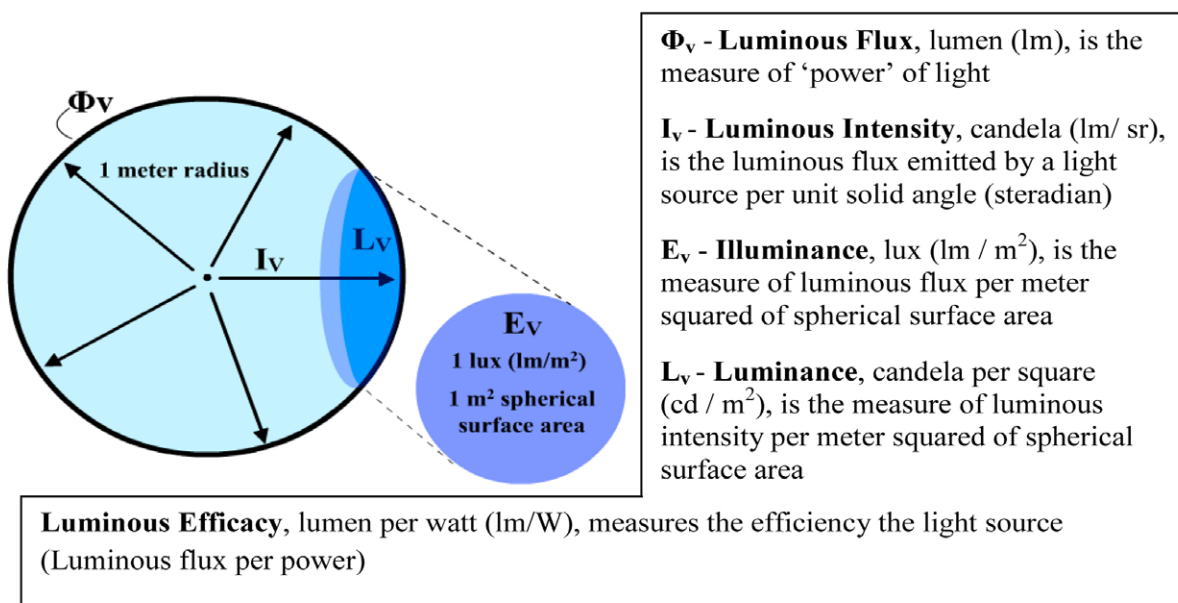 Φv
1 meter radius
Iv
Lv
Ev
1 lux (lm/m²)
1 m² spherical
surface area
Φv - Luminous Flux, lumen (lm), is the
measure of ‘power’ of light
Iv - Luminous Intensity, candela (lm/ sr),
is the luminous flux emitted by a light
source per unit solid angle (steradian)
Ev - Illuminance, lux (lm / m²), is the
measure of luminous flux per meter
squared of spherical surface area
Lv - Luminance, candela per square
(cd / m²), is the measure of luminous
intensity per meter squared of spherical
surface area
Luminous Efficacy, lumen per watt (lm/W), measures the efficiency the light source
(Luminous flux per power)